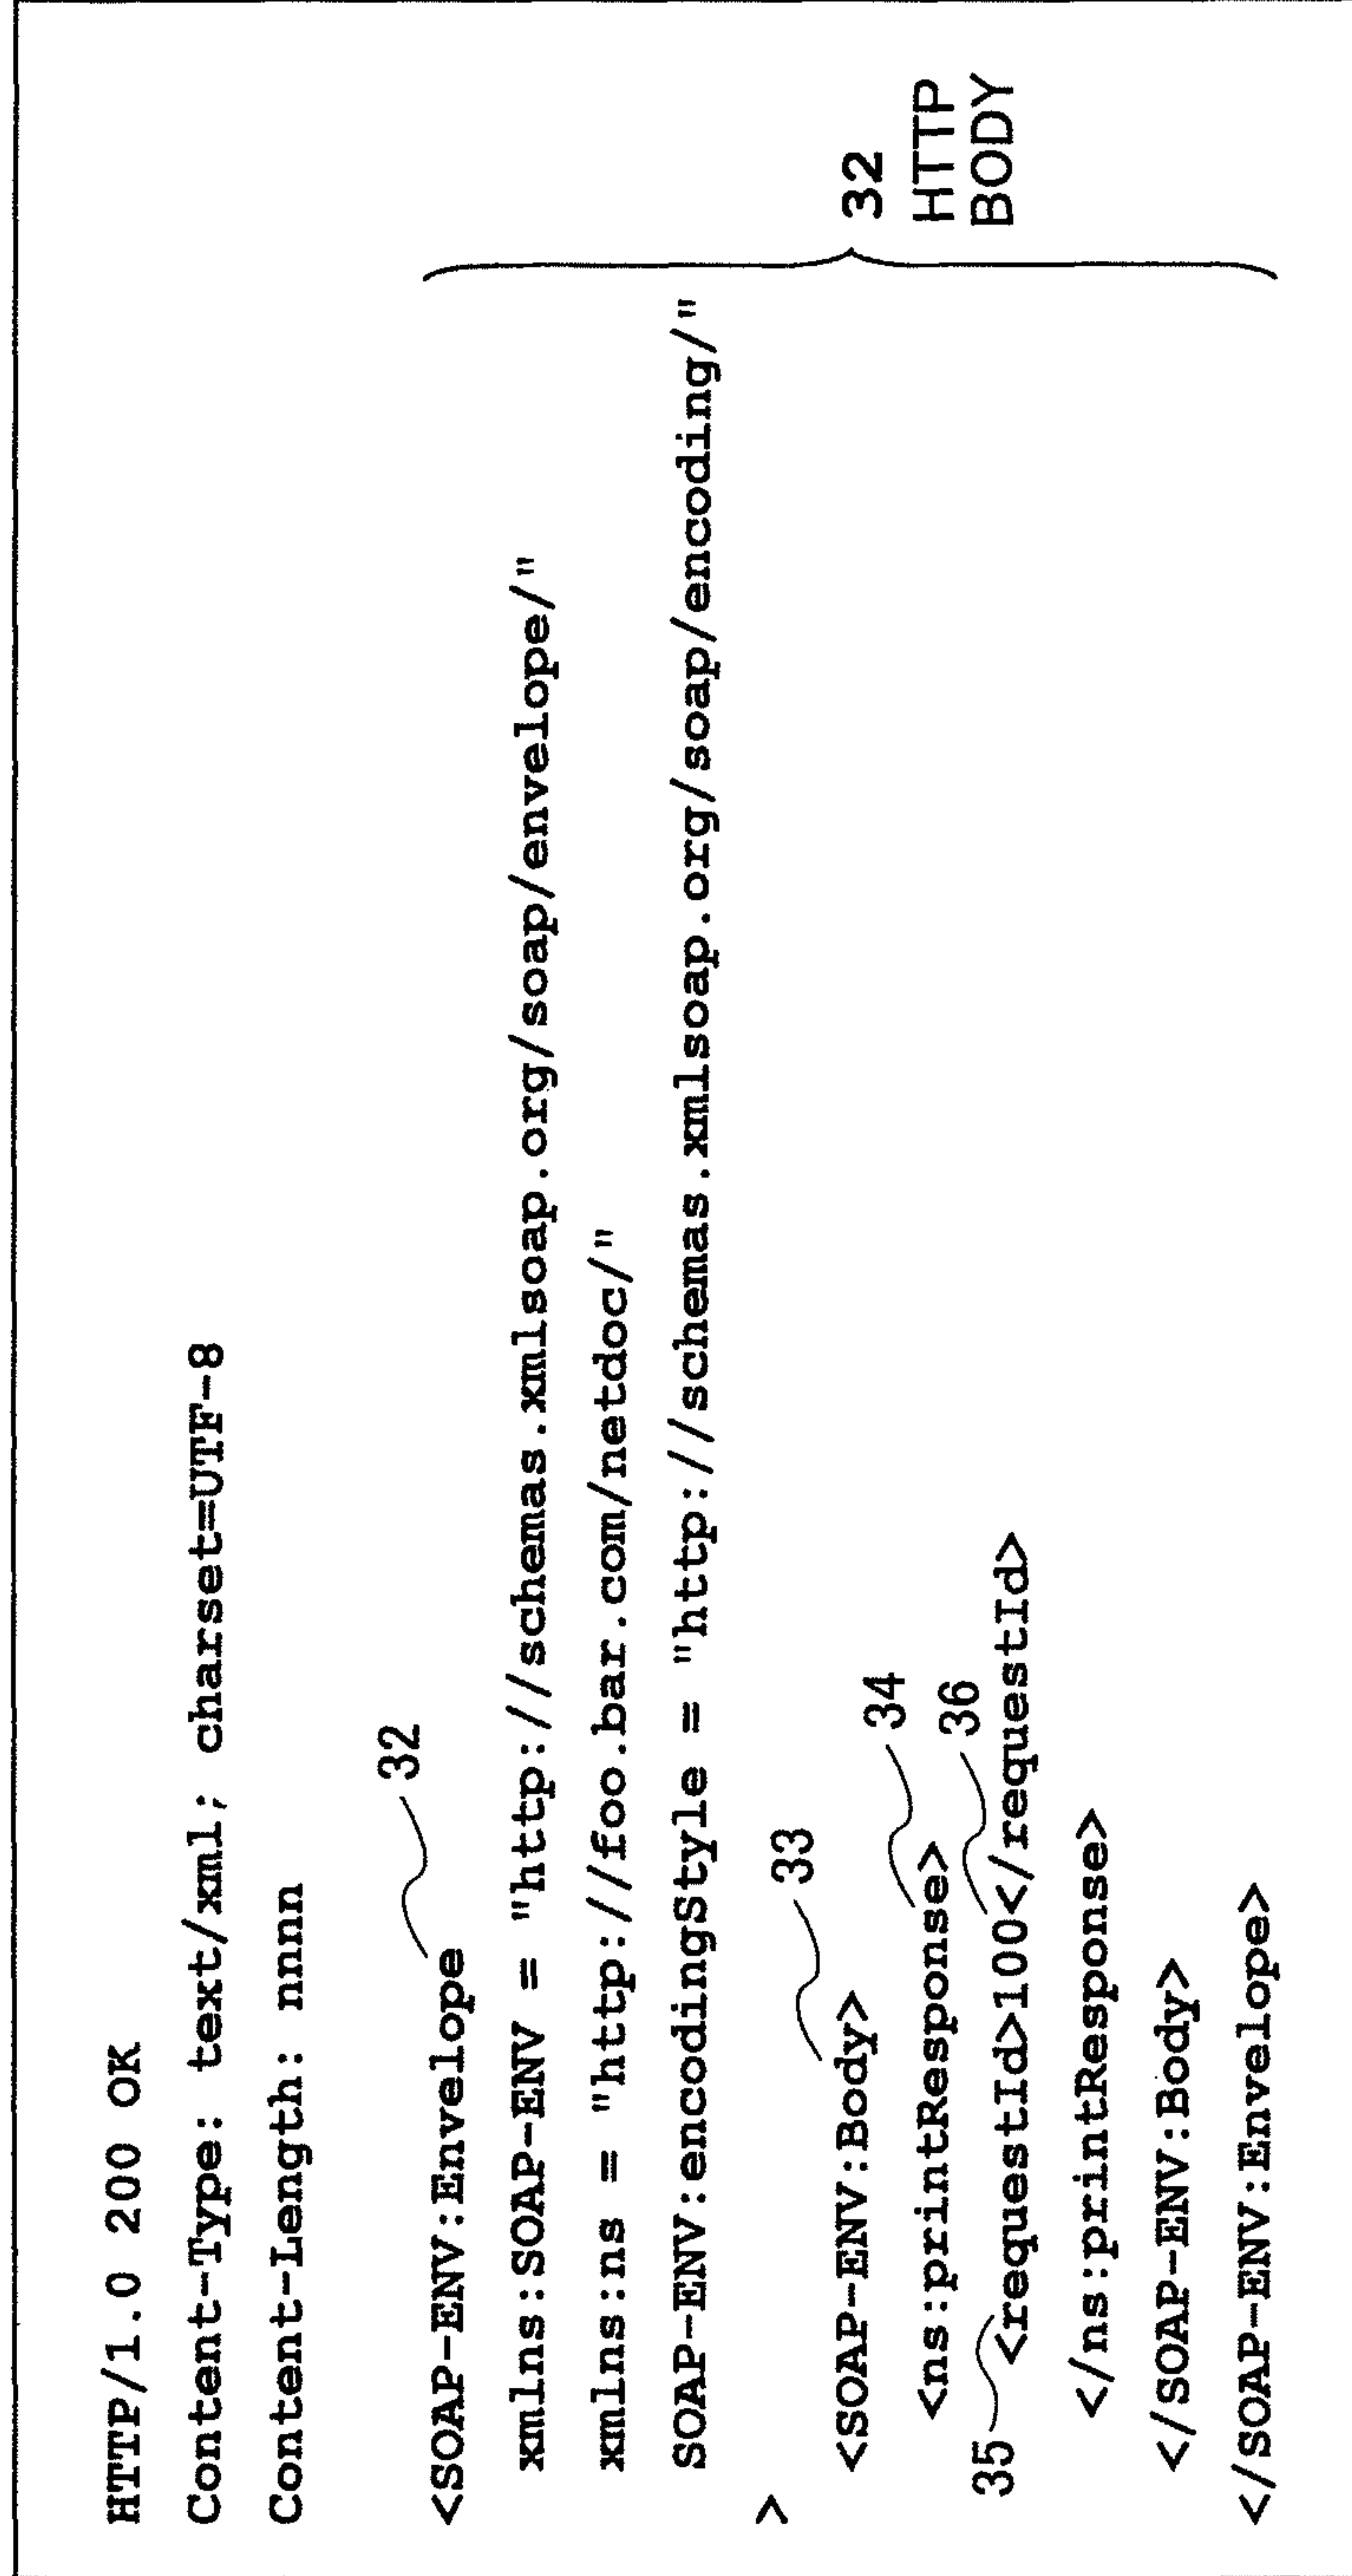 HTTP/1.0 200 OK
Content-Type: text/xml; charset=UTF-8
Content-Length: nnnn
32
<SOAP-ENV:Envelope
xmlns:SOAP-ENV = "http://schemas.xmlsoap.org/soap/envelope/"
xmlns:ns = "http://foo.bar.com/netdoc/"
SOAP-ENV:encodingStyle = "http://schemas.xmlsoap.org/soap/encoding/"
>
33
<SOAP-ENV:Body>
34
<ns:printResponse>
36
35 <requestId>100</requestId>
</ns:printResponse>
</SOAP-ENV:Body>
</SOAP-ENV:Envelope>
32
HTTP
BODY